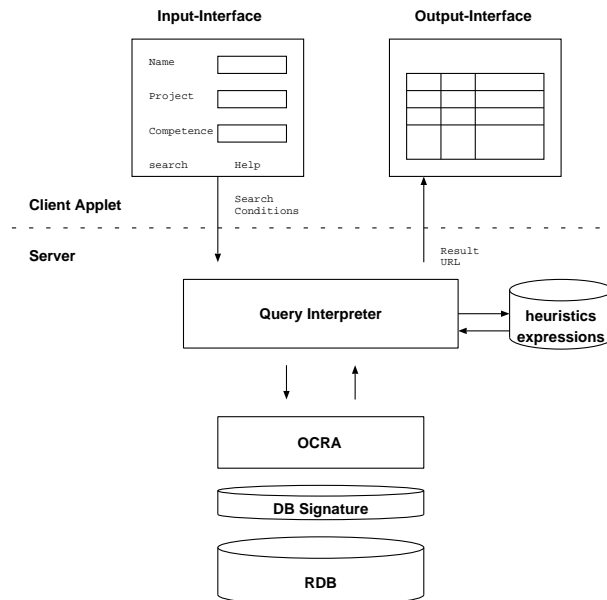 Input-Interface
Output-Interface
Name
Project
Competence
search Help
Client Applet
Search
Conditions
Server
Result
URL
Query Interpreter
heuristics
expressions
OCRA
DB Signature
RDB